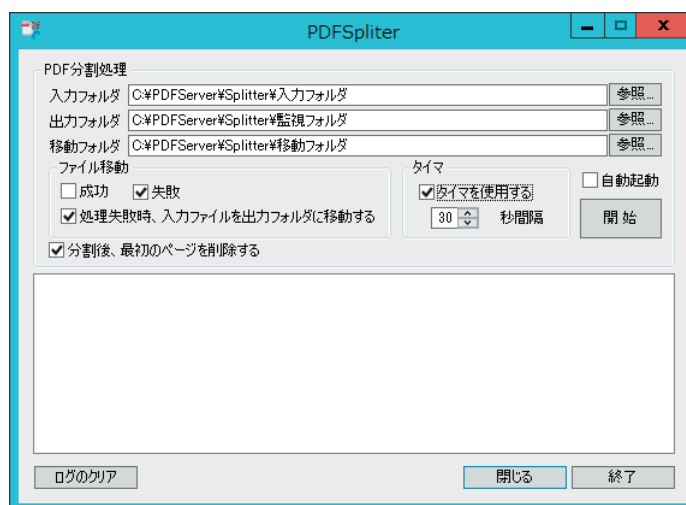 PDFSpliter
PDF分割処理
入力フォルダ C:¥PDFServer¥Splitter¥入力フォルダ 参照...
出力フォルダ C:¥PDFServer¥Splitter¥監視フォルダ 参照...
移動フォルダ C:¥PDFServer¥Splitter¥移動フォルダ 参照...
ファイル移動 タイマ
成功 失敗 タイマを使用する 自動起動
処理失敗時、入力ファイルを出力フォルダに移動する 30 秒間隔 開始
分割後、最初のページを削除する
ログのクリア 閉じる 終了